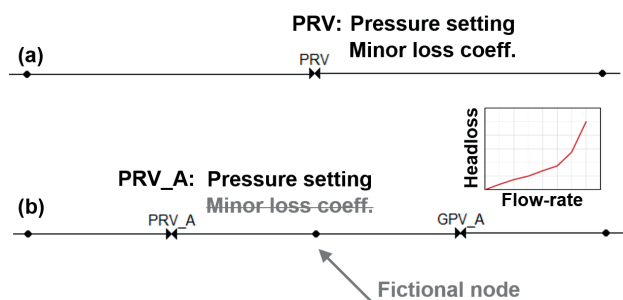 PRV: Pressure setting
Minor loss coeff.
PRV
(a)
Headloss
Flow-rate
PRV_A: Pressure setting
Minor loss coeff.
(b)
PRV_A
GPV_A
Fictional node